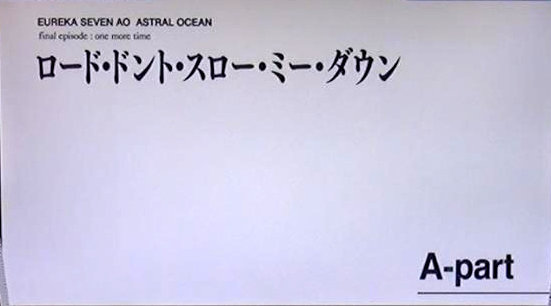 EUREKA SEVEN AO ASTRAL OCEAN
final episode : one more time
ロード・ドント・スロー・ミー・ダウン
A-part